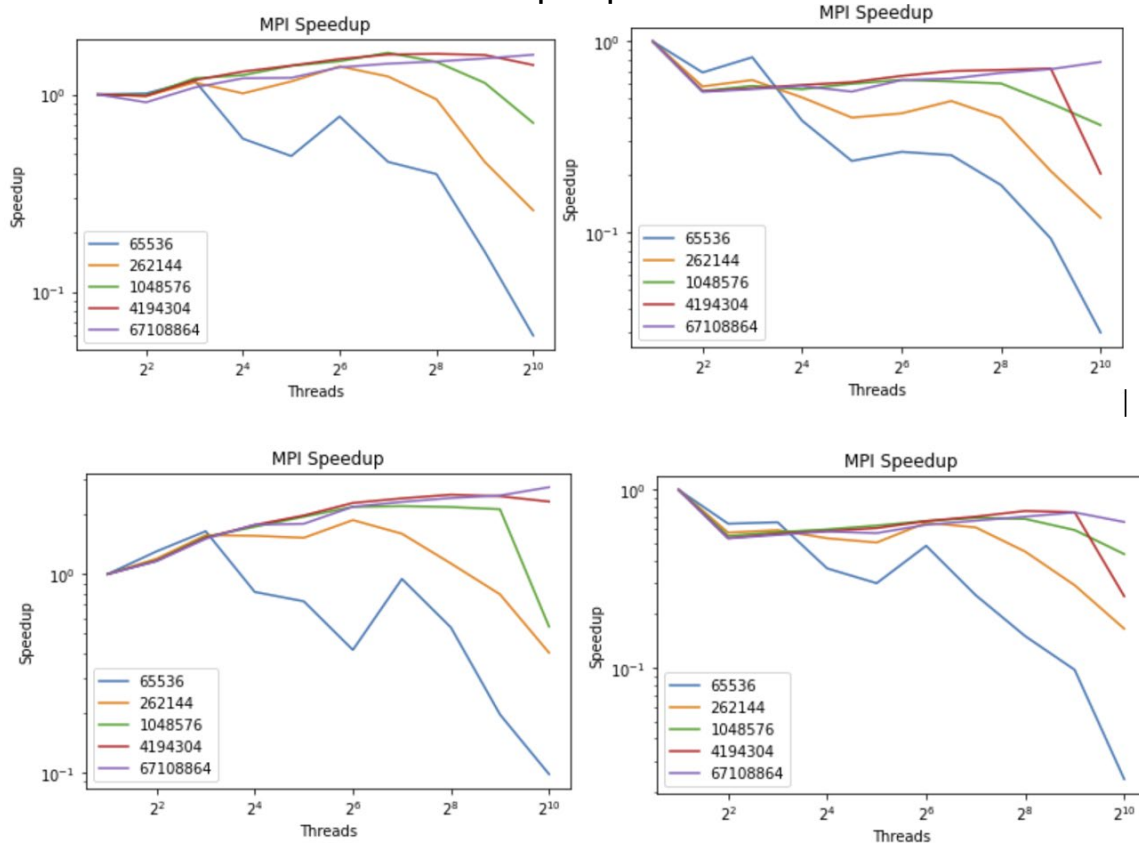 MPI Speedup
Speedup
10⁰
10⁻¹
65536
262144
1048576
4194304
67108864
2² 2⁴ 2⁶ 2⁸ 2¹⁰
Threads
MPI Speedup
Speedup
10⁰
10⁻¹
65536
262144
1048576
4194304
67108864
2² 2⁴ 2⁶ 2⁸ 2¹⁰
Threads
MPI Speedup
Speedup
10⁰
10⁻¹
65536
262144
1048576
4194304
67108864
2² 2⁴ 2⁶ 2⁸ 2¹⁰
Threads
MPI Speedup
Speedup
10⁰
10⁻¹
65536
262144
1048576
4194304
67108864
2² 2⁴ 2⁶ 2⁸ 2¹⁰
Threads